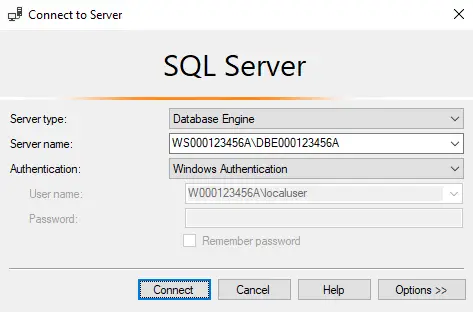 Connect to Server
SQL Server
Server type: Database Engine
Server name: WS000123456A\DBE000123456A
Authentication: Windows Authentication
User name: W000123456A\localuser
Password:
Remember password
Connect Cancel Help Options >>